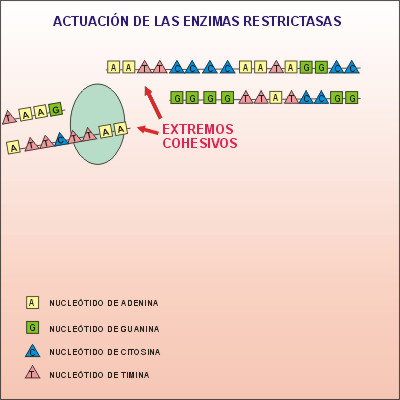 ACTUACIÓN DE LAS ENZIMAS RESTRICTASAS
A A T T C C C C A A T A G G C C
G G G G T T A T C C G G
T A A G
A T T C T T A A
EXTREMOS
COHESIVOS
A NUCLEÓTIDO DE ADENINA
G NUCLEÓTIDO DE GUANINA
C NUCLEÓTIDO DE CITOSINA
T NUCLEÓTIDO DE TIMINA